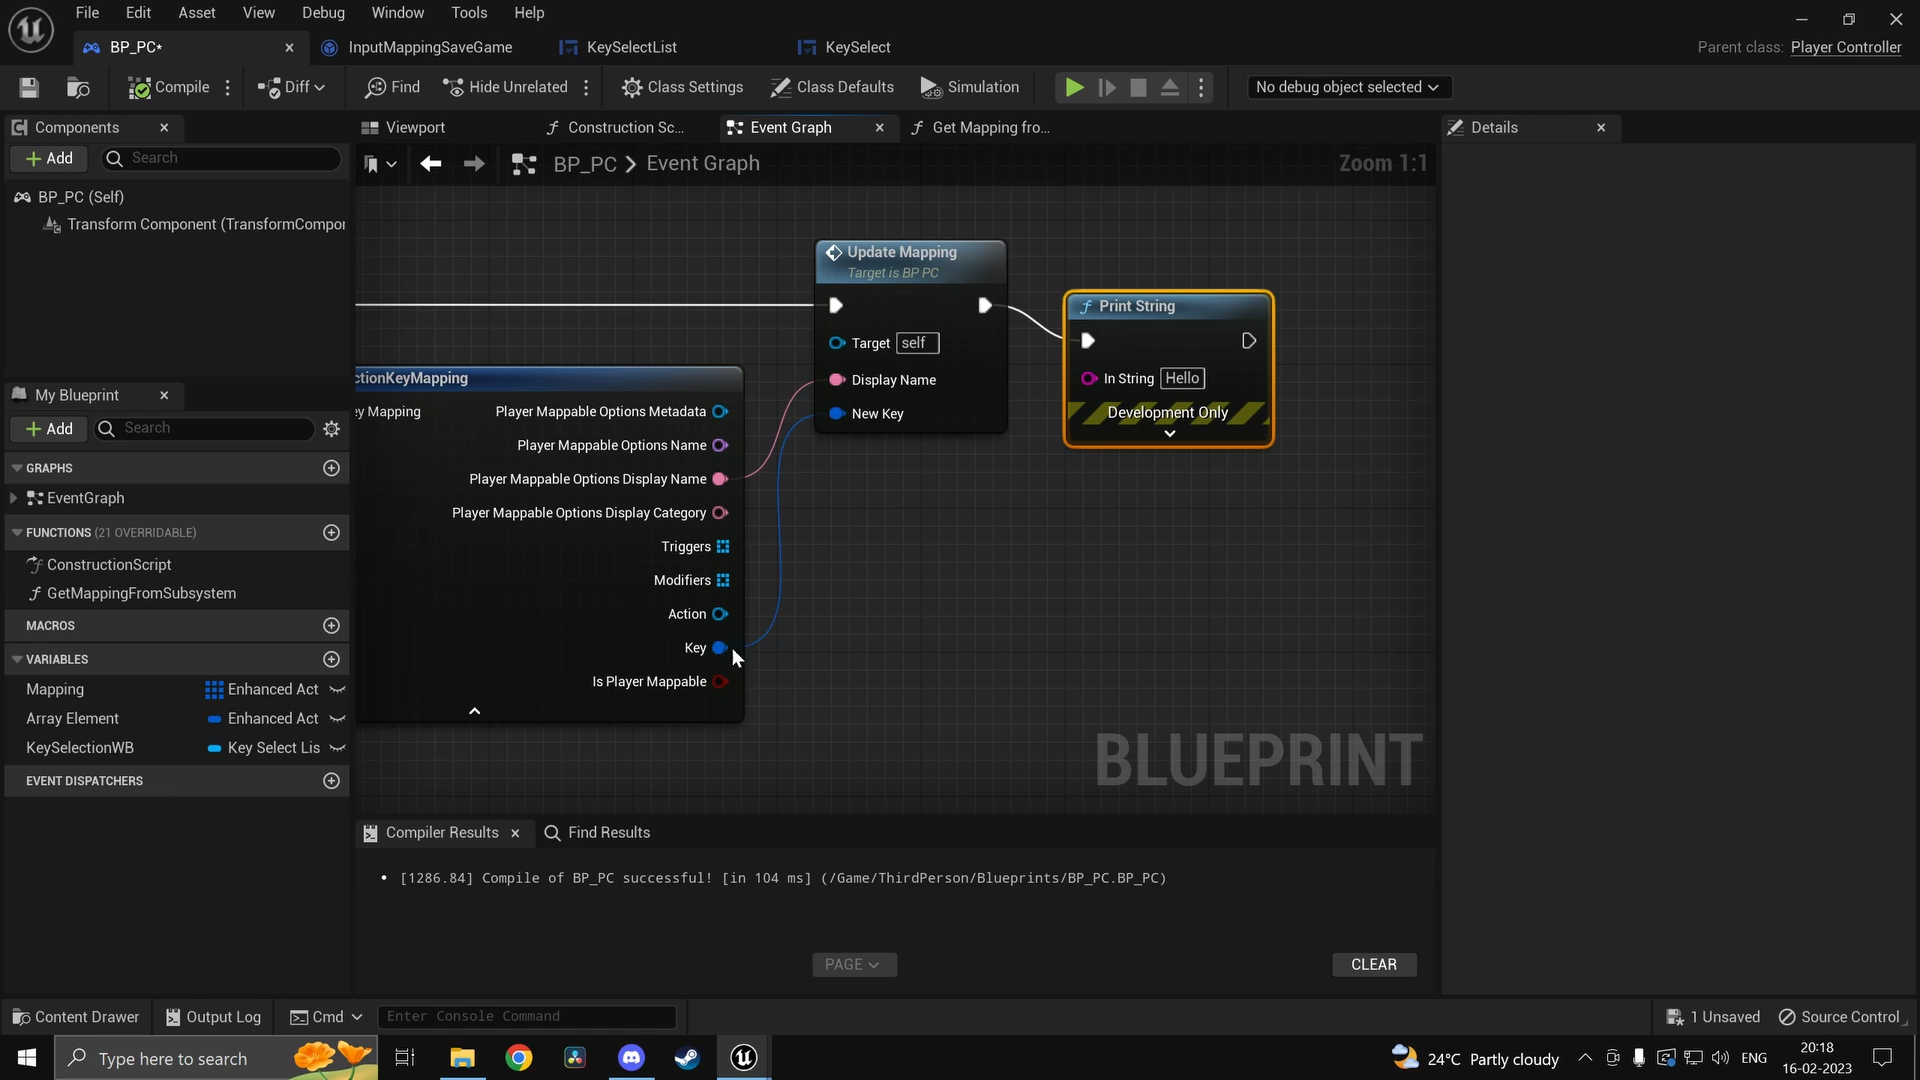 File Edit Asset View Debug Window Tools Help
BP_PC* InputMappingSaveGame KeySelectList KeySelect Parent class: Player Controller
Compile Diff Find Hide Unrelated Class Settings Class Defaults Simulation No debug object selected
Components Viewport Construction Sc... Event Graph Get Mapping fro... Details
Add Search BP_PC Event Graph Zoom 1:1
BP_PC (Self)
Transform Component (TransformCompor
Update Mapping
Target is BP PC
Print String
Target self
In String Hello
Display Name
Development Only
New Key
ctionKeyMapping
ey Mapping Player Mappable Options Metadata
Player Mappable Options Name
Player Mappable Options Display Name
Player Mappable Options Display Category
Triggers
Modifiers
Action
Key
Is Player Mappable
BLUEPRINT
My Blueprint
Add Search
GRAPHS
EventGraph
FUNCTIONS (21 OVERRIDABLE)
ConstructionScript
GetMappingFromSubsystem
MACROS
VARIABLES
Mapping Enhanced Act
Array Element Enhanced Act
KeySelectionWB Key Select Lis
EVENT DISPATCHERS
Compiler Results Find Results
• [1286.84] Compile of BP_PC successful! [in 104 ms] (/Game/ThirdPerson/Blueprints/BP_PC.BP_PC)
PAGE CLEAR
Content Drawer Output Log Cmd Enter Console Command 1 Unsaved Source Control
Type here to search 24°C Partly cloudy ENG 20:18
16-02-2023